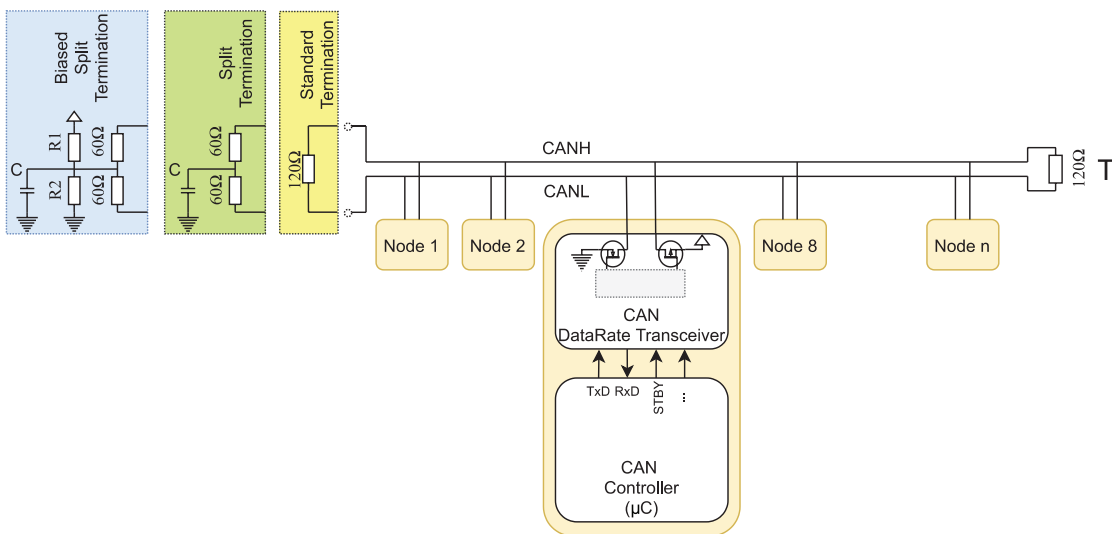 Biased
Split
Termination
R1
R2
60Ω
60Ω
C
Split
Termination
60Ω
60Ω
C
Standard
Termination
120Ω
CANH
CANL
120Ω
T
Node 1
Node 2
Node 8
Node n
CAN
DataRate Transceiver
TxD
RxD
STBY
...
CAN
Controller
(µC)